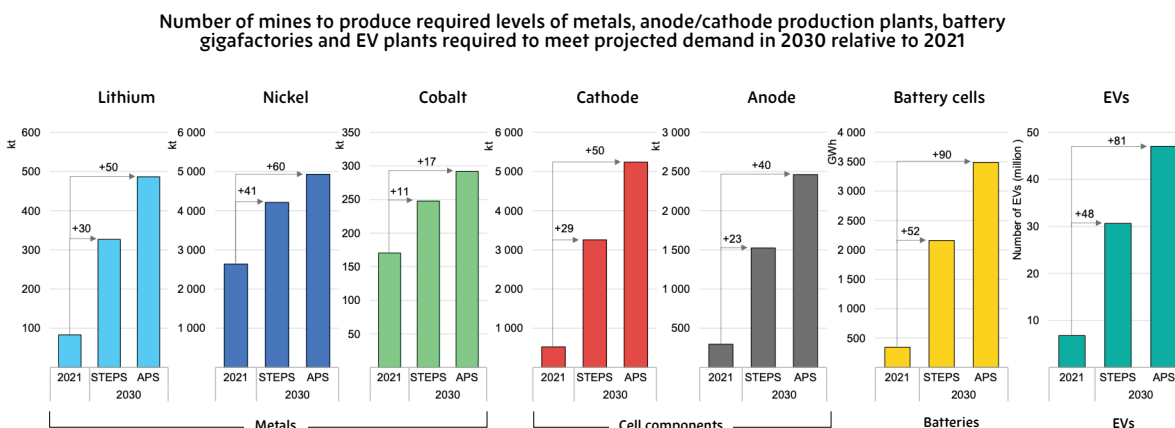 Number of mines to produce required levels of metals, anode/cathode production plants, battery
gigafactories and EV plants required to meet projected demand in 2030 relative to 2021
Lithium
kt
600
500
400
300
200
100
+50
+30
2021 STEPS APS
2030
Nickel
kt
6 000
5 000
4 000
3 000
2 000
1 000
+60
+41
2021 STEPS APS
2030
Cobalt
kt
350
300
250
200
150
100
50
+17
+11
2021 STEPS APS
2030
Metals
Cathode
kt
6 000
5 000
4 000
3 000
2 000
1 000
+50
+29
2021 STEPS APS
2030
Anode
kt
3 000
2 500
2 000
1 500
1 000
500
+40
+23
2021 STEPS APS
2030
Cell components
Battery cells
GWh
4 000
3 500
3 000
2 500
2 000
1 500
1 000
500
+90
+52
2021 STEPS APS
2030
Batteries
EVs
Number of EVs (million)
50
40
30
20
10
+81
+48
2021 STEPS APS
2030
EVs